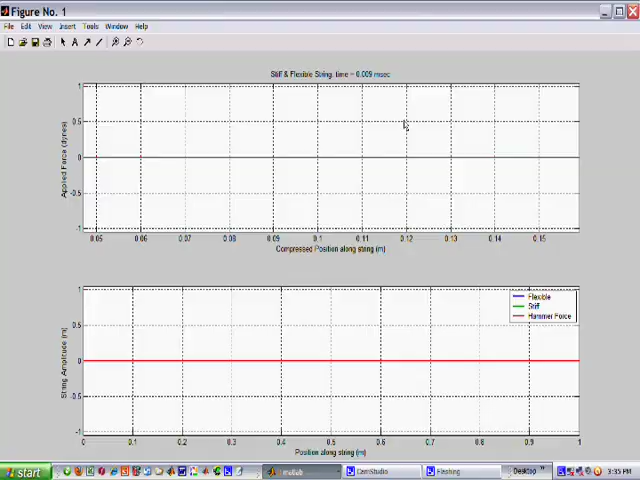 Figure No. 1
File Edit View Insert Tools Window Help
Stiff & Flexible String. time = 0.009 msec
1
0.5
0
-0.5
-1
Applied Force (dynes)
0.05 0.06 0.07 0.08 0.09 0.1 0.11 0.12 0.13 0.14 0.15
Compressed Position along string (m)
1
0.5
0
-0.5
-1
String Amplitude (m)
Flexible
Stiff
Hammer Force
0 0.1 0.2 0.3 0.4 0.5 0.6 0.7 0.8 0.9 1
Position along string (m)
start matlab CamStudio Flashing Desktop 3:35 PM